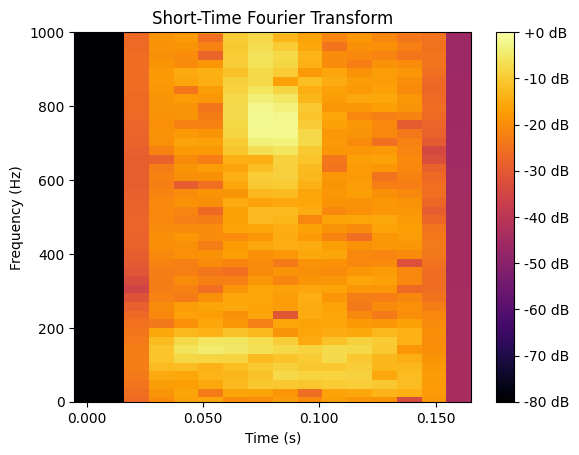 Short-Time Fourier Transform
1000
800
600
400
200
0
Frequency (Hz)
0.000
0.050
0.100
0.150
Time (s)
+0 dB
-10 dB
-20 dB
-30 dB
-40 dB
-50 dB
-60 dB
-70 dB
-80 dB